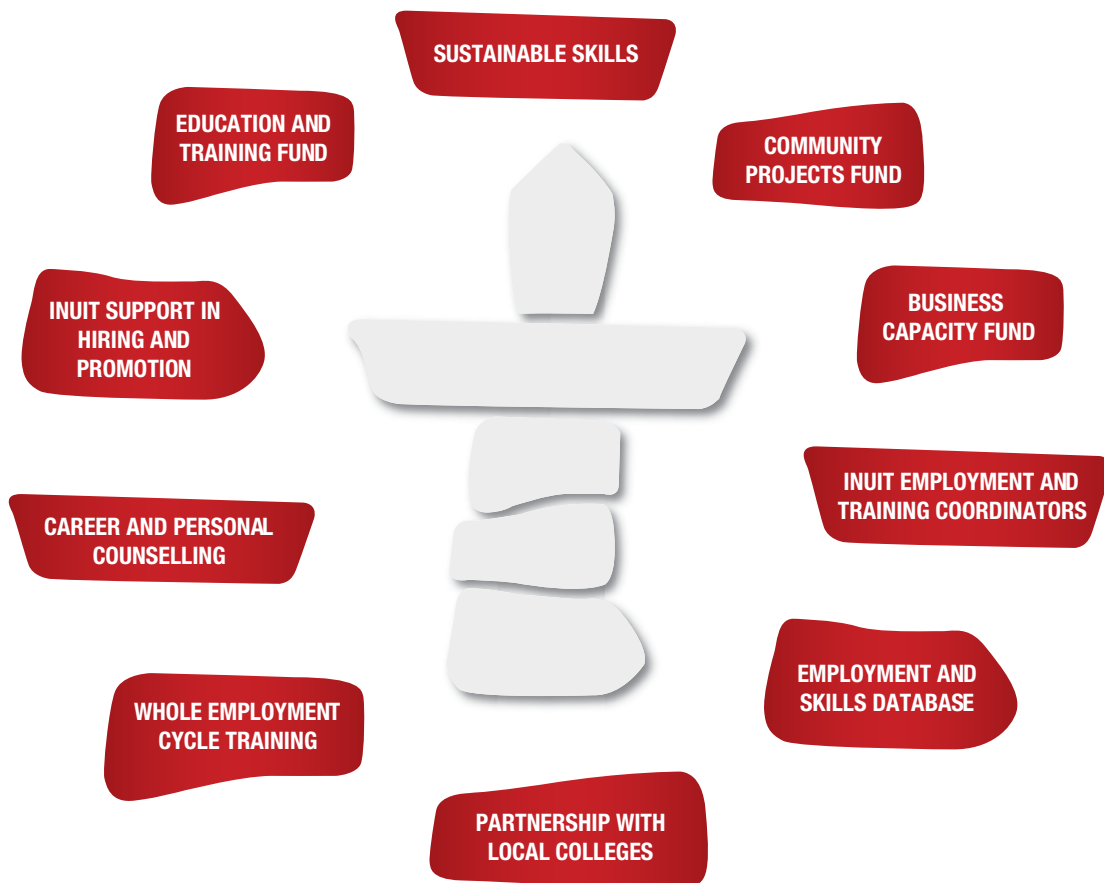 SUSTAINABLE SKILLS
EDUCATION AND
TRAINING FUND
COMMUNITY
PROJECTS FUND
INUIT SUPPORT IN
HIRING AND
PROMOTION
BUSINESS
CAPACITY FUND
INUIT EMPLOYMENT AND
TRAINING COORDINATORS
CAREER AND PERSONAL
COUNSELLING
EMPLOYMENT AND
SKILLS DATABASE
WHOLE EMPLOYMENT
CYCLE TRAINING
PARTNERSHIP WITH
LOCAL COLLEGES